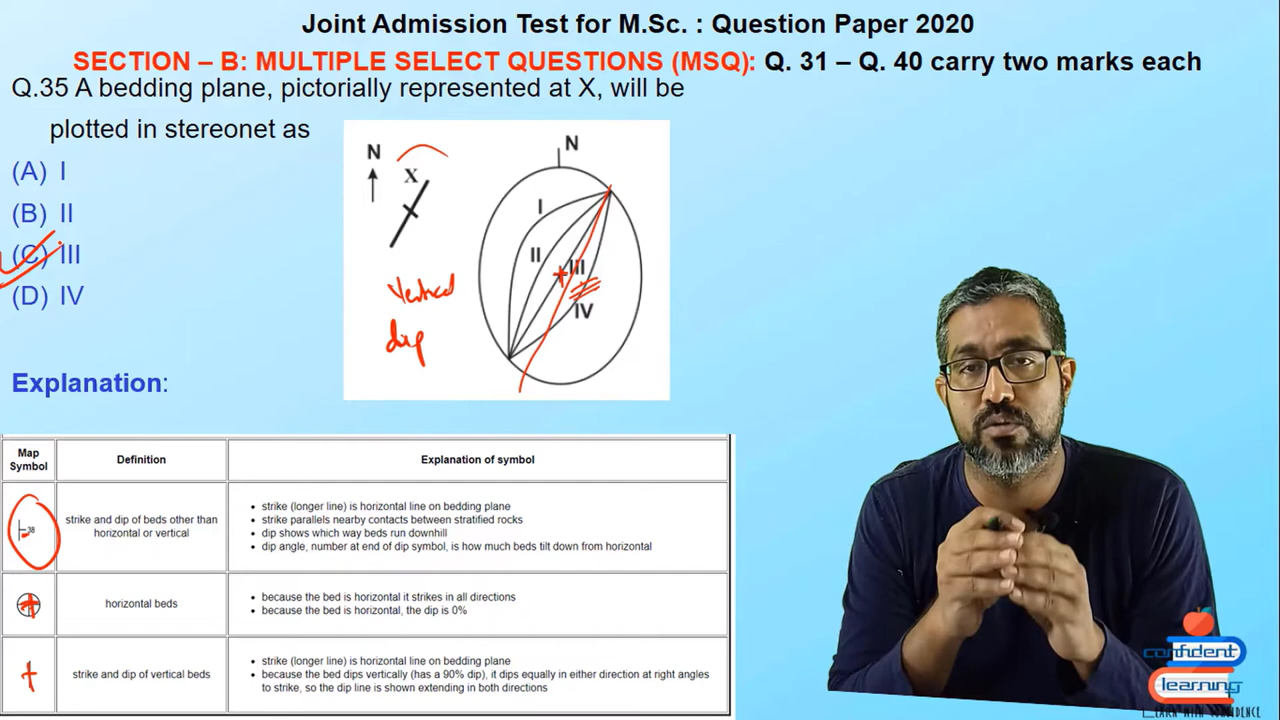 Joint Admission Test for M.Sc. : Question Paper 2020
SECTION – B: MULTIPLE SELECT QUESTIONS (MSQ): Q. 31 – Q. 40 carry two marks each
Q.35 A bedding plane, pictorially represented at X, will be
plotted in stereonet as
(A) I
(B) II
(C) III
(D) IV
N
X
N
I
II
III
IV
Vertical
dip
Explanation:
Map Symbol
Definition
Explanation of symbol
38
strike and dip of beds other than
horizontal or vertical
• strike (longer line) is horizontal line on bedding plane
• strike parallels nearby contacts between stratified rocks
• dip shows which way beds run downhill
• dip angle, number at end of dip symbol, is how much beds tilt down from horizontal
horizontal beds
• because the bed is horizontal it strikes in all directions
• because the bed is horizontal, the dip is 0%
strike and dip of vertical beds
• strike (longer line) is horizontal line on bedding plane
• because the bed dips vertically (has a 90% dip), it dips equally in either direction at right angles
to strike, so the dip line is shown extending in both directions
confident
learning
LEARN WITH CONFIDENCE